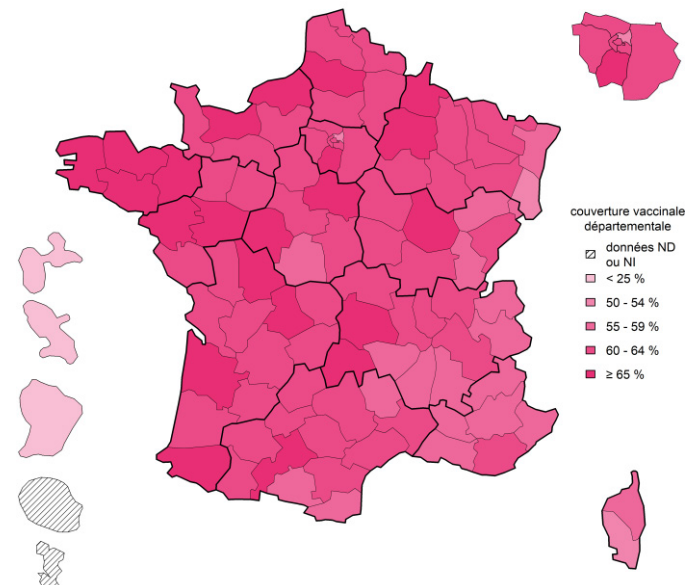 couverture vaccinale
départementale
données ND
ou NI
< 25 %
50 - 54 %
55 - 59 %
60 - 64 %
≥ 65 %